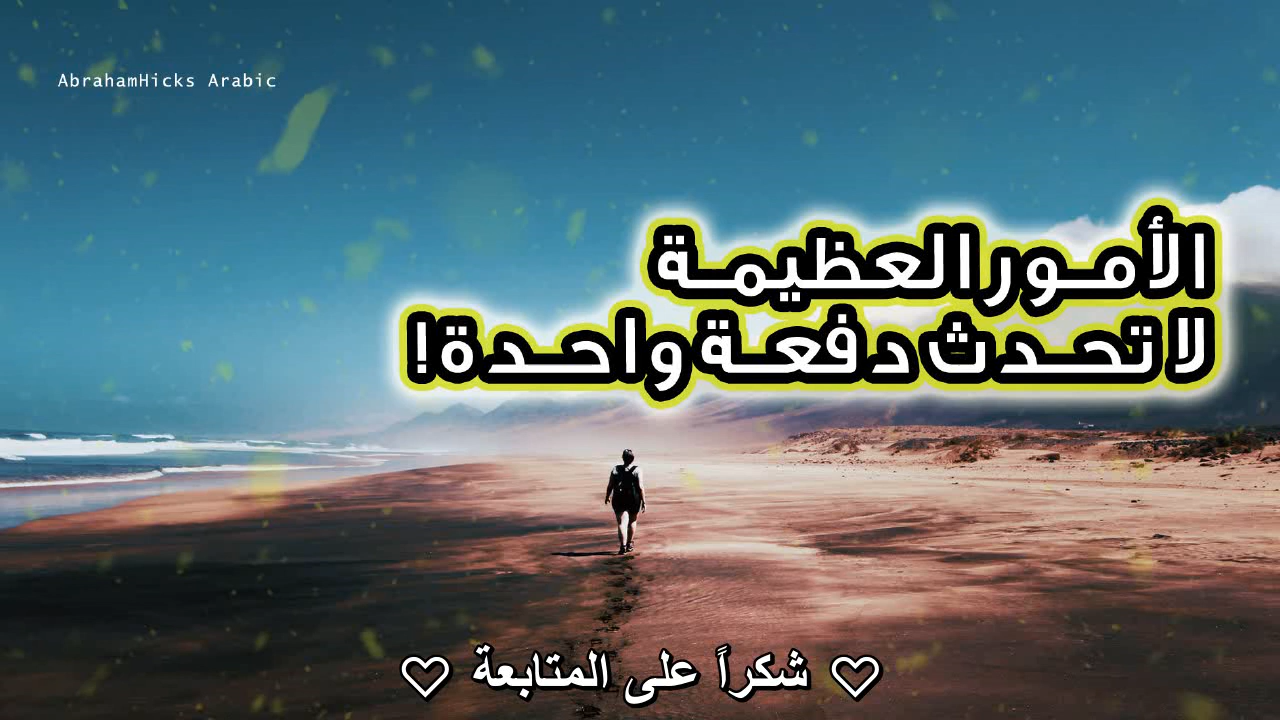 AbrahamHicks Arabic
الأمور العظيمة
لا تحدث دفعة واحدة!
♡ شكراً على المتابعة ♡